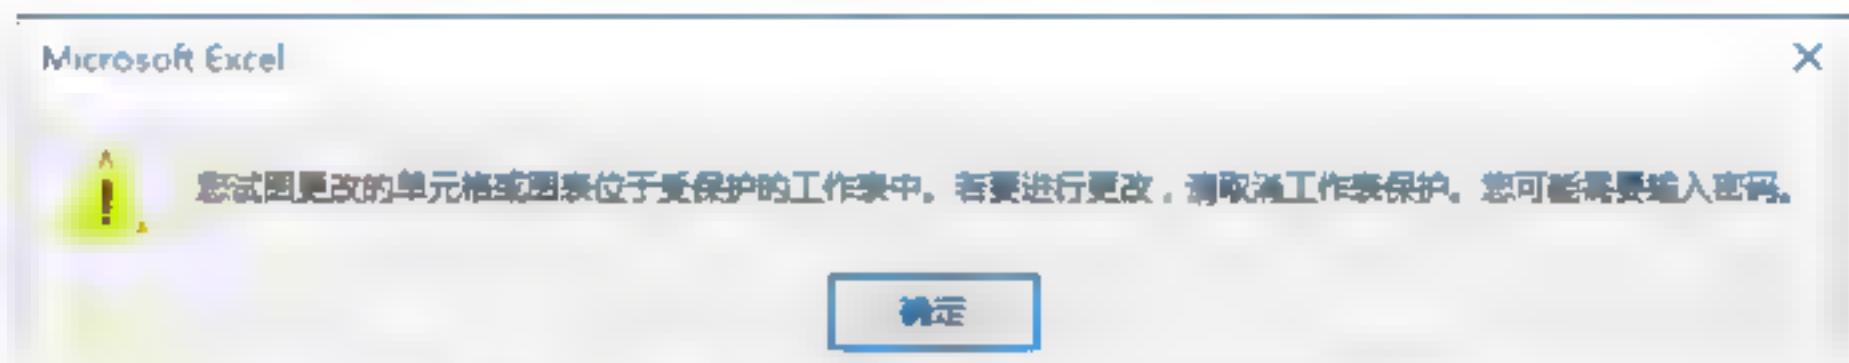 Microsoft Excel
您试图更改的单元格或图表位于受保护的工作表中。若要进行更改，请取消工作表保护。您可能需要输入密码。
确定